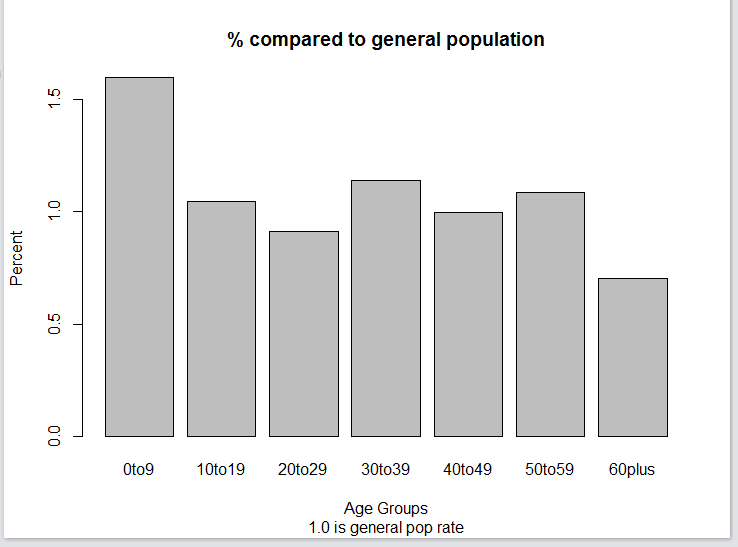 % compared to general population
Percent
1.5
1.0
0.5
0.0
0to9 10to19 20to29 30to39 40to49 50to59 60plus
Age Groups
1.0 is general pop rate